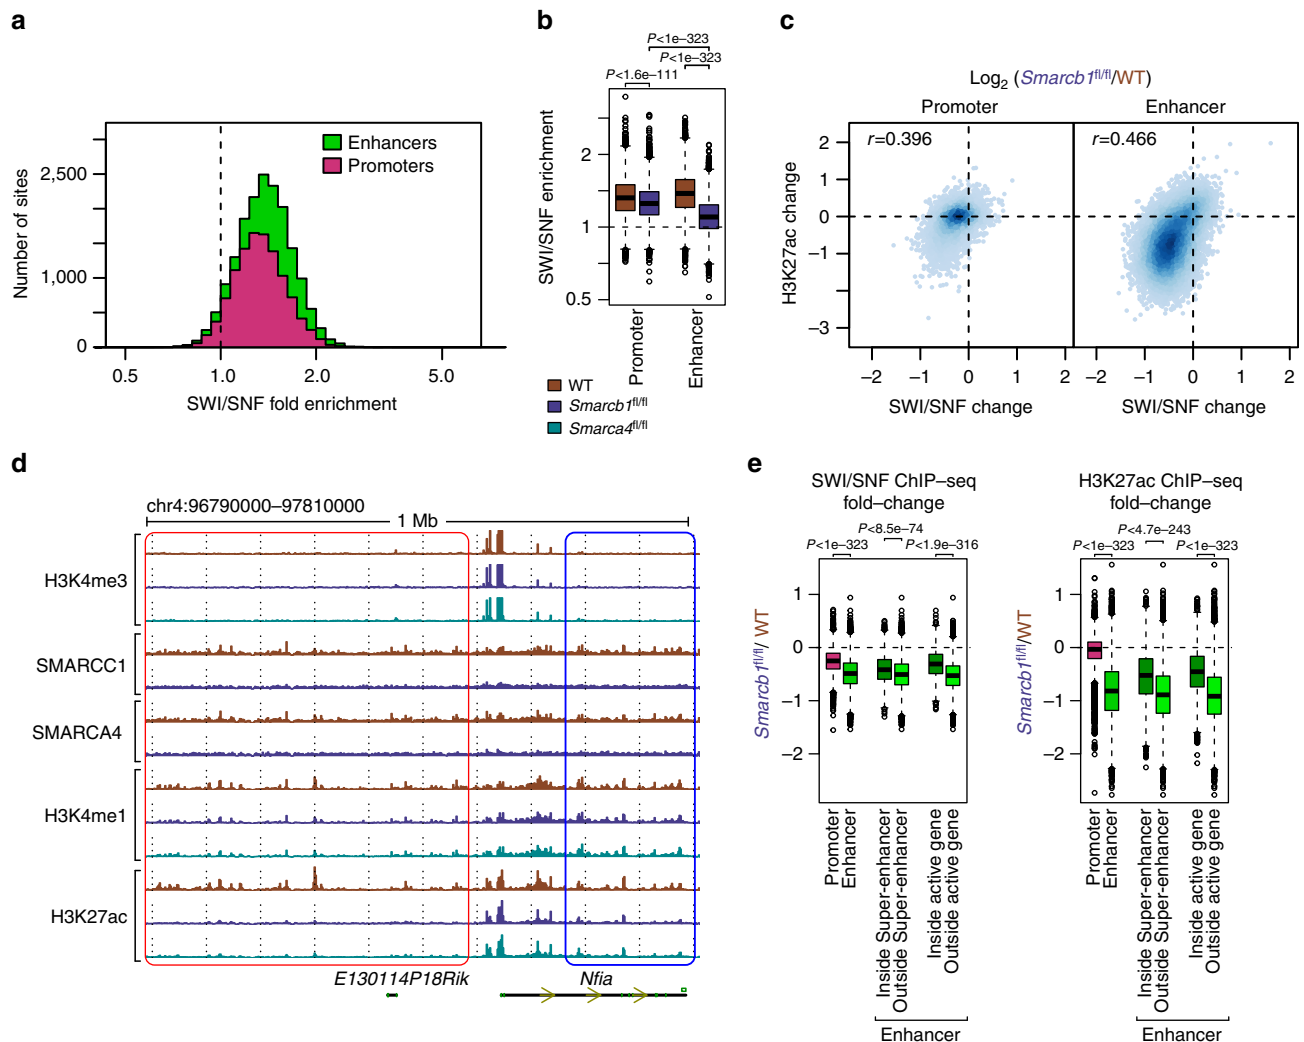 a
Enhancers
Promoters
Number of sites
2,500
1,000
0
0.5 1.0 2.0 5.0
SWI/SNF fold enrichment
b
P<1e–323
P<1e–323
P<1.6e–111
SWI/SNF enrichment
2
1
0.5
Promoter
Enhancer
WT
Smarcb1fl/fl
Smarca4fl/fl
c
Log2 (Smarcb1fl/fl/WT)
Promoter Enhancer
r=0.396 r=0.466
H3K27ac change
2
1
0
–1
–3
–2 –1 0 1 2 –2 –1 0 1 2
SWI/SNF change SWI/SNF change
d
chr4:96790000–97810000
1 Mb
H3K4me3
SMARCC1
SMARCA4
H3K4me1
H3K27ac
E130114P18Rik Nfia
e
SWI/SNF ChIP–seq
fold–change
P<8.5e–74
P<1e–323 P<1.9e–316
Smarcb1fl/fl/ WT
1
0
–1
–2
Promoter
Enhancer
Inside Super-enhancer
Outside Super-enhancer
Inside active gene
Outside active gene
Enhancer
H3K27ac ChIP–seq
fold–change
P<4.7e–243
P<1e–323 P<1e–323
Smarcb1fl/fl/WT
1
0
–1
–2
Promoter
Enhancer
Inside Super-enhancer
Outside Super-enhancer
Inside active gene
Outside active gene
Enhancer